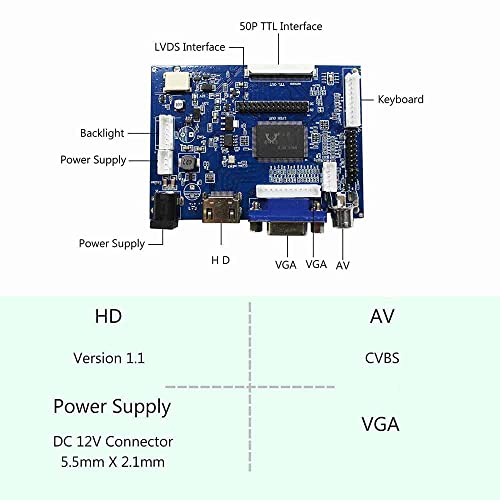 50P TTL Interface
LVDS Interface
Keyboard
Backlight
Power Supply
Power Supply
H D
VGA
VGA
AV
HD
AV
Version 1.1
CVBS
Power Supply
VGA
DC 12V Connector
5.5mm X 2.1mm